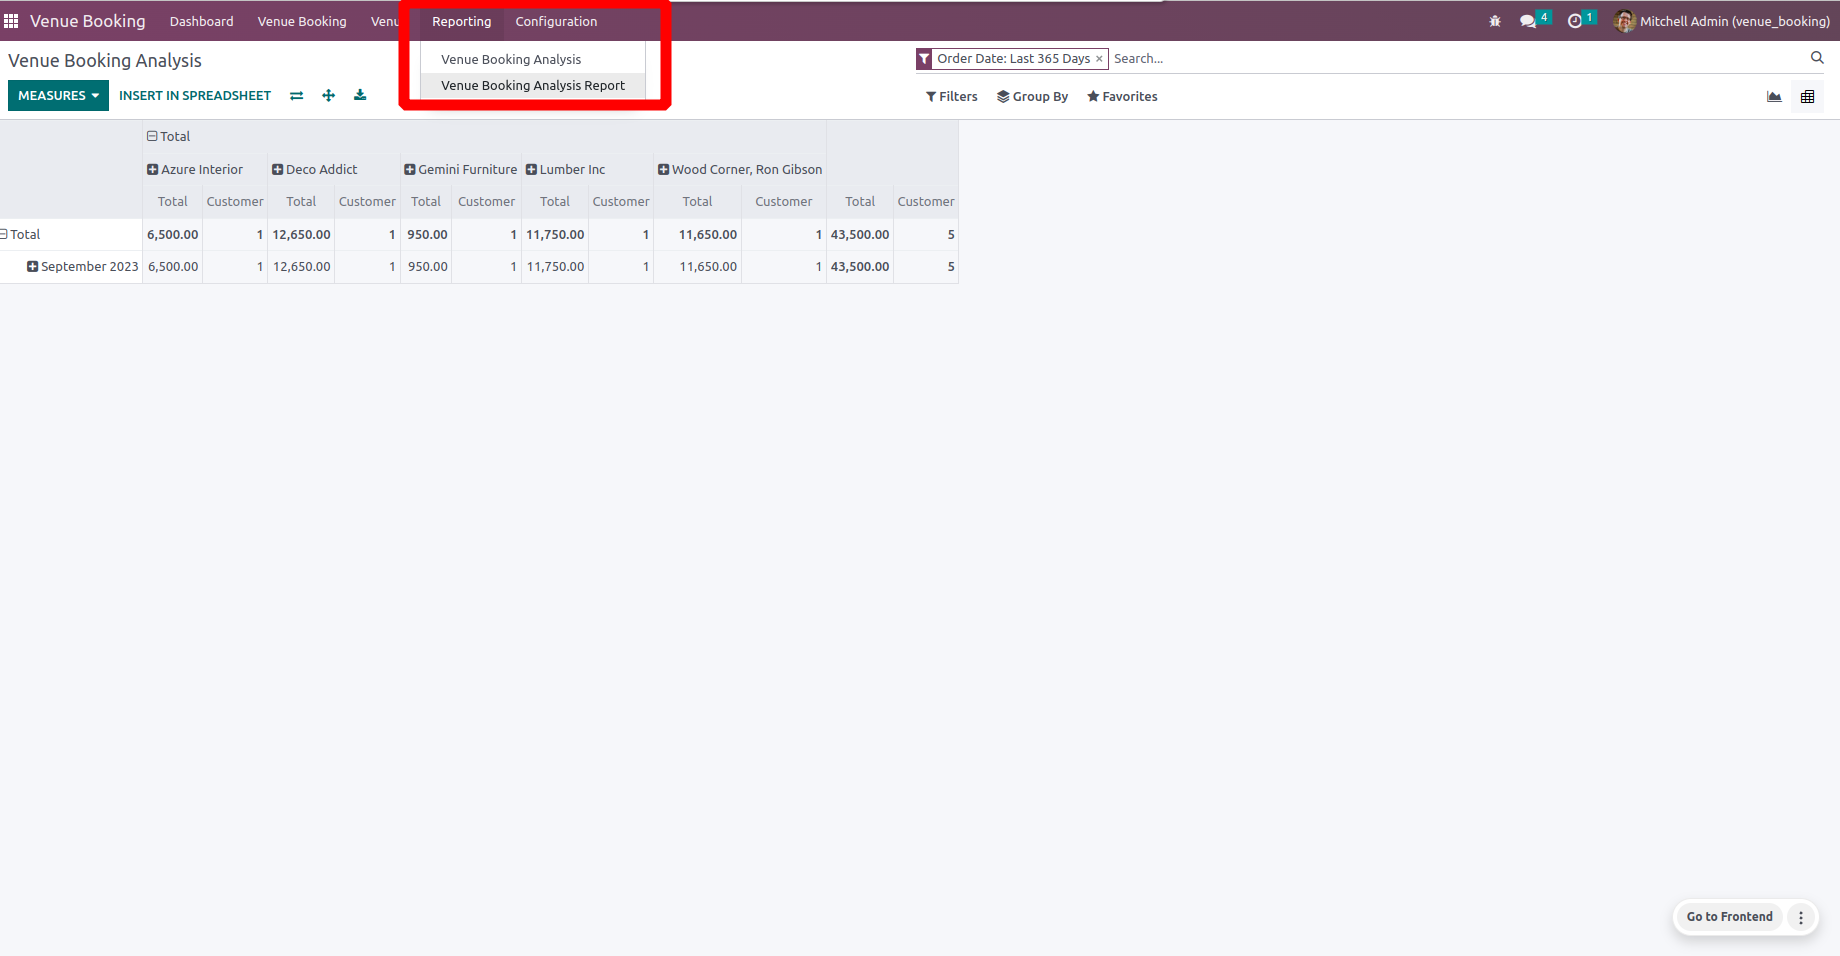 Venue Booking Dashboard Venue Booking Venu Reporting Configuration 4 1 Mitchell Admin (venue_booking)
Venue Booking Analysis
Venue Booking Analysis Report
Venue Booking Analysis
Order Date: Last 365 Days × Search...
MEASURES INSERT IN SPREADSHEET
Filters Group By Favorites
Total
Azure Interior Deco Addict Gemini Furniture Lumber Inc Wood Corner, Ron Gibson
Total Customer Total Customer Total Customer Total Customer Total Customer Total Customer
Total 6,500.00 1 12,650.00 1 950.00 1 11,750.00 1 11,650.00 1 43,500.00 5
September 2023 6,500.00 1 12,650.00 1 950.00 1 11,750.00 1 11,650.00 1 43,500.00 5
Go to Frontend